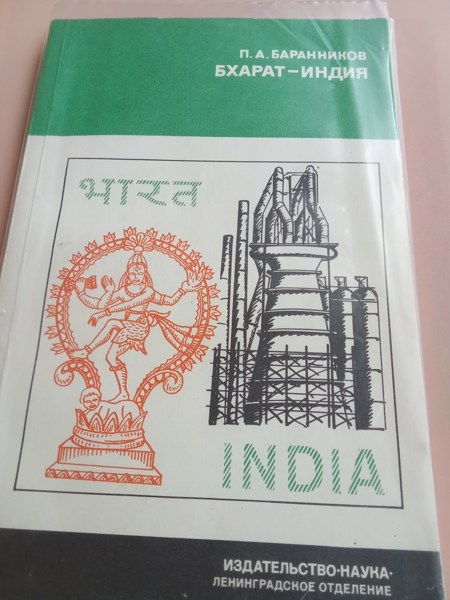 П. А. БАРАННИКОВ
БХАРАТ–ИНДИЯ
भारत
INDIA
ИЗДАТЕЛЬСТВО·НАУКА·
ЛЕНИНГРАДСКОЕ ОТДЕЛЕНИЕ